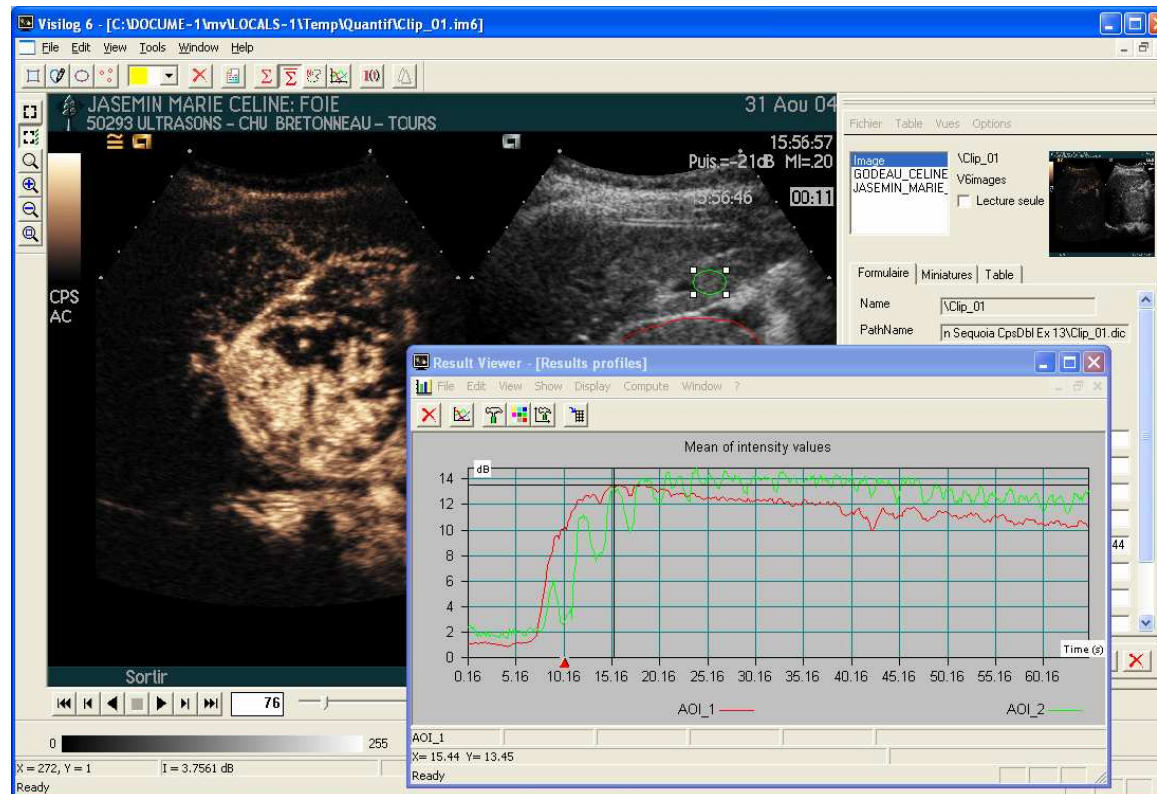 Visilog 6 - [C:\DOCUME~1\mv\LOCALS~1\Temp\Quantif\Clip_01.im6]
File Edit View Tools Window Help
Σ Σ I(t)
JASEMIN MARIE CELINE: FOIE 31 Aou 04
50293 ULTRASONS - CHU BRETONNEAU - TOURS
15:56:57
Puis.=-21dB MI=.20
15:56:46 00:11
CPS
AC
Sortir
76
0 255
X = 272, Y = 1 I = 3.7561 dB
Ready
Fichier Table Vues Options
Image
GODEAU_CELINE
JASEMIN_MARIE_
\Clip_01
V6images
Lecture seule
Formulaire Miniatures Table
Name \Clip_01
PathName n Sequoia CpsDbl Ex 13\Clip_01.dic
44
Result Viewer - [Results profiles]
File Edit View Show Display Compute Window ?
Mean of intensity values
dB
14
12
10
8
6
4
2
0
Time (s)
0.16 5.16 10.16 15.16 20.16 25.16 30.16 35.16 40.16 45.16 50.16 55.16 60.16
AOI_1 AOI_2
AOI_1
X= 15.44 Y= 13.45
Ready